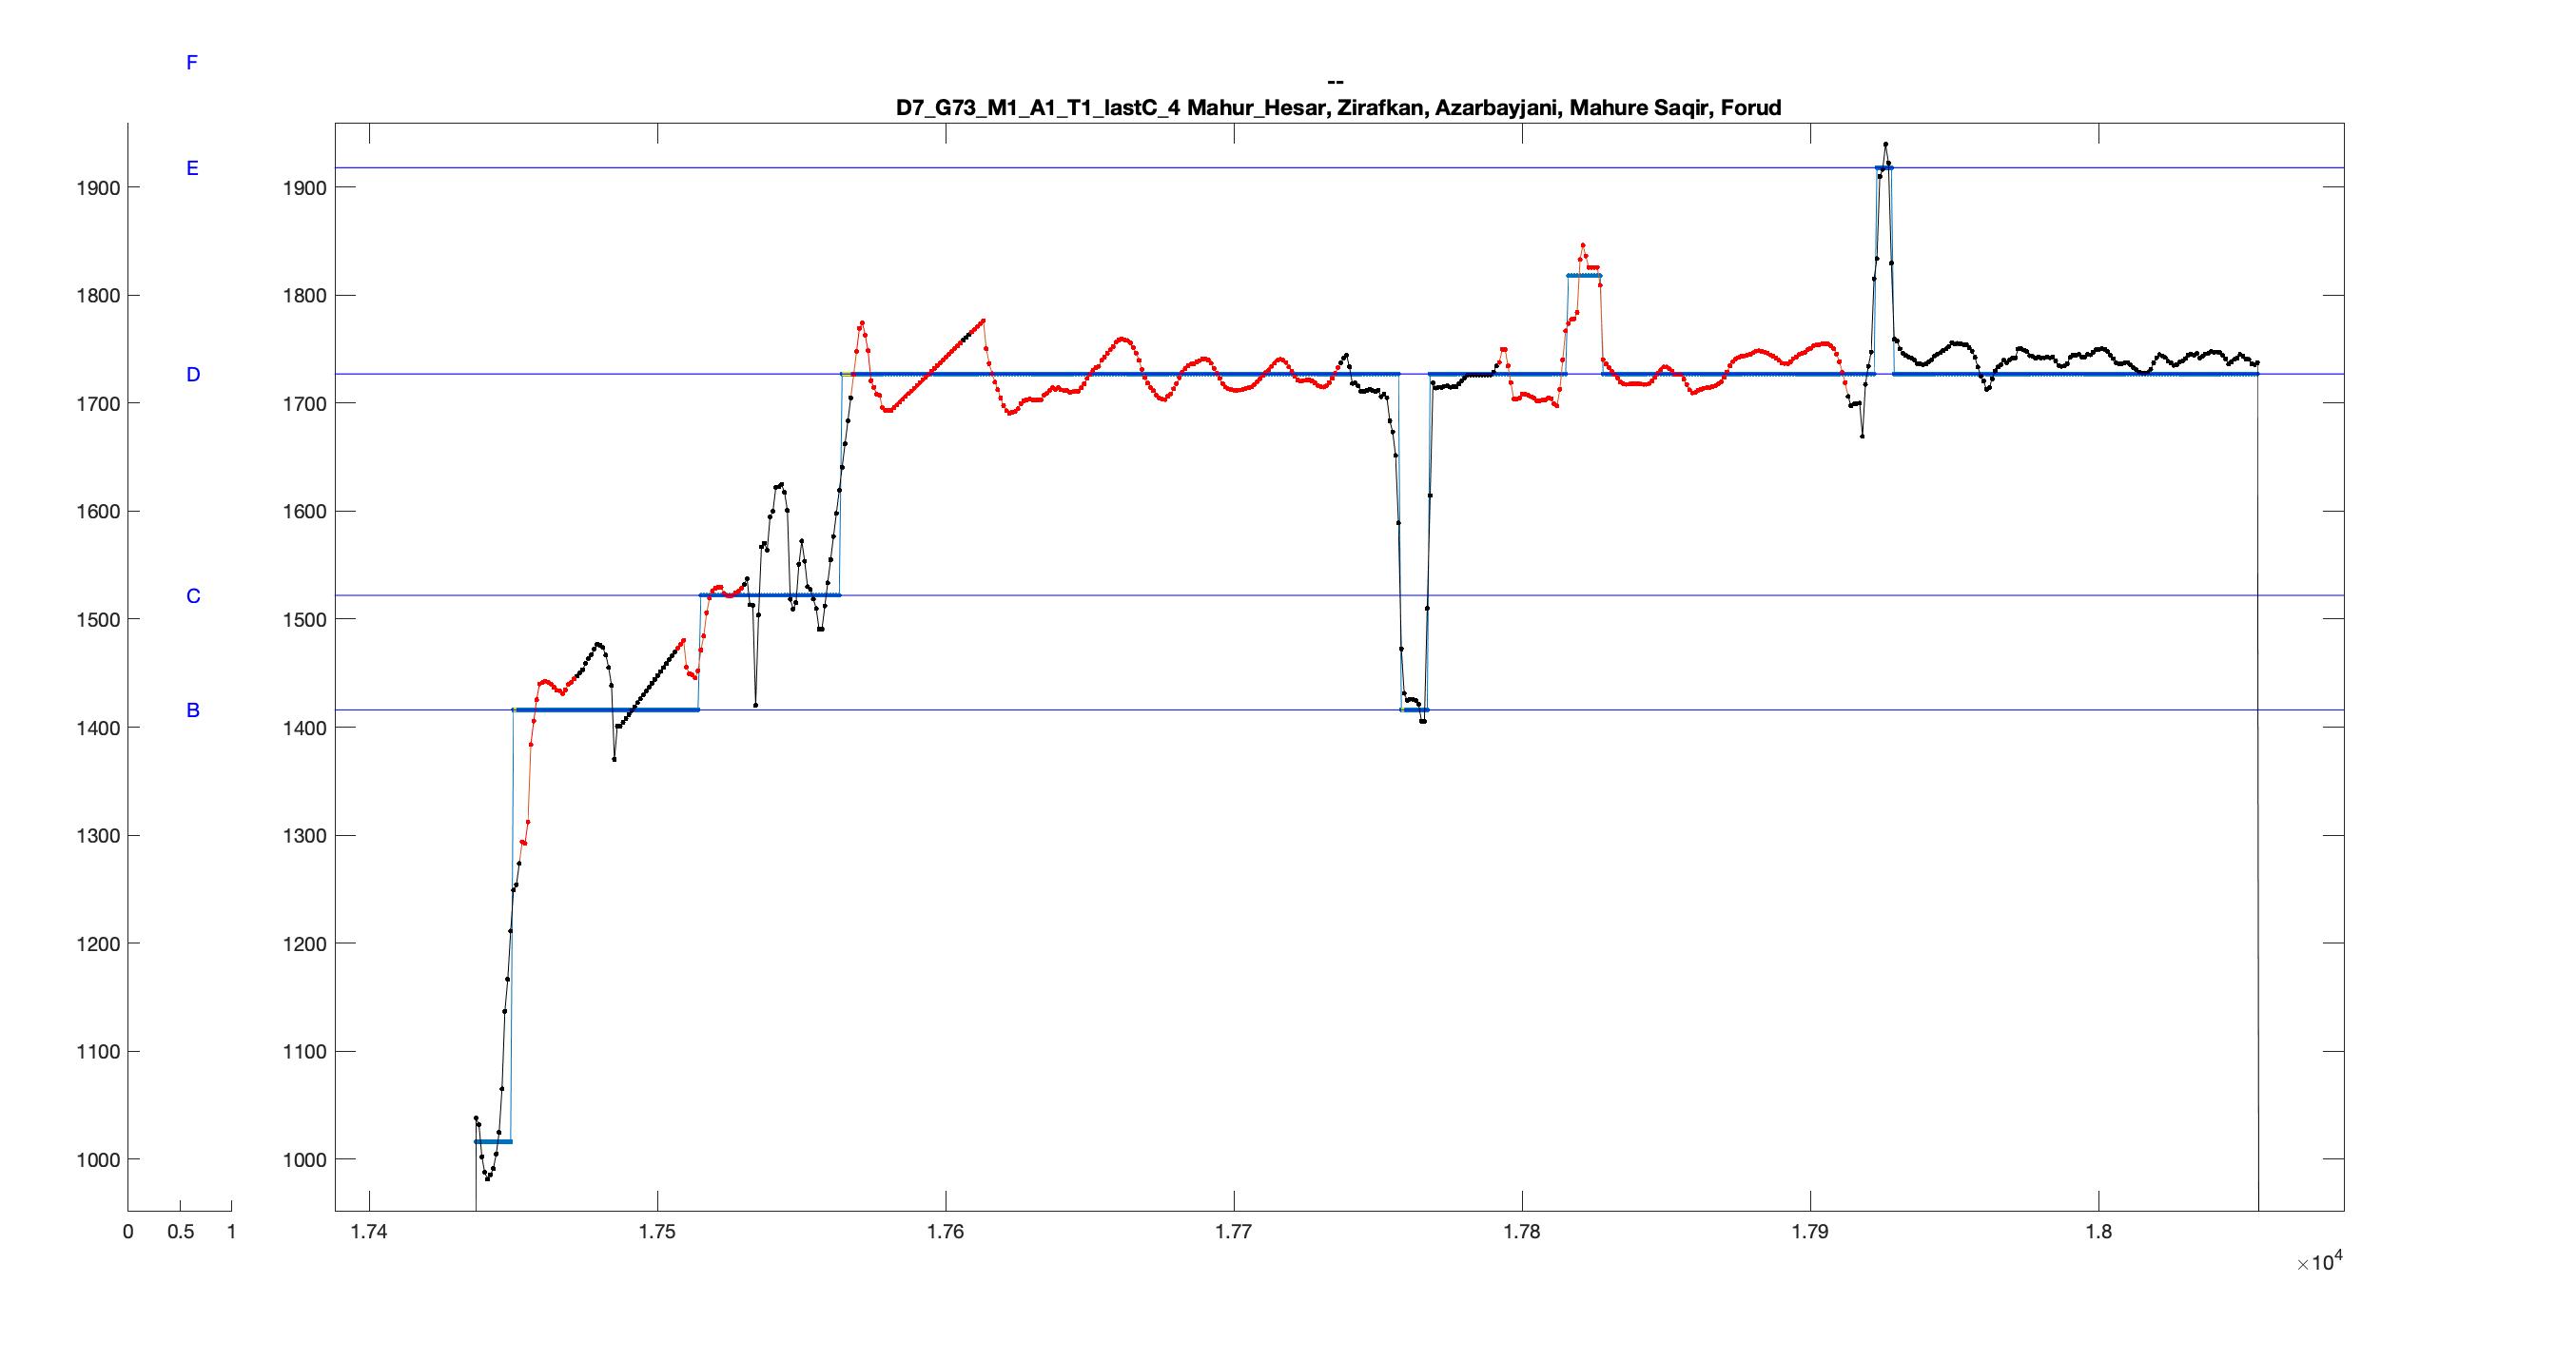 F
--
D7_G73_M1_A1_T1_lastC_4 Mahur_Hesar, Zirafkan, Azarbayjani, Mahure Saqir, Forud
E
1900 1900
1800 1800
D
1700 1700
1600 1600
C
1500 1500
B
1400 1400
1300 1300
1200 1200
1100 1100
1000 1000
0 0.5 1 1.74 1.75 1.76 1.77 1.78 1.79 1.8
×10^4